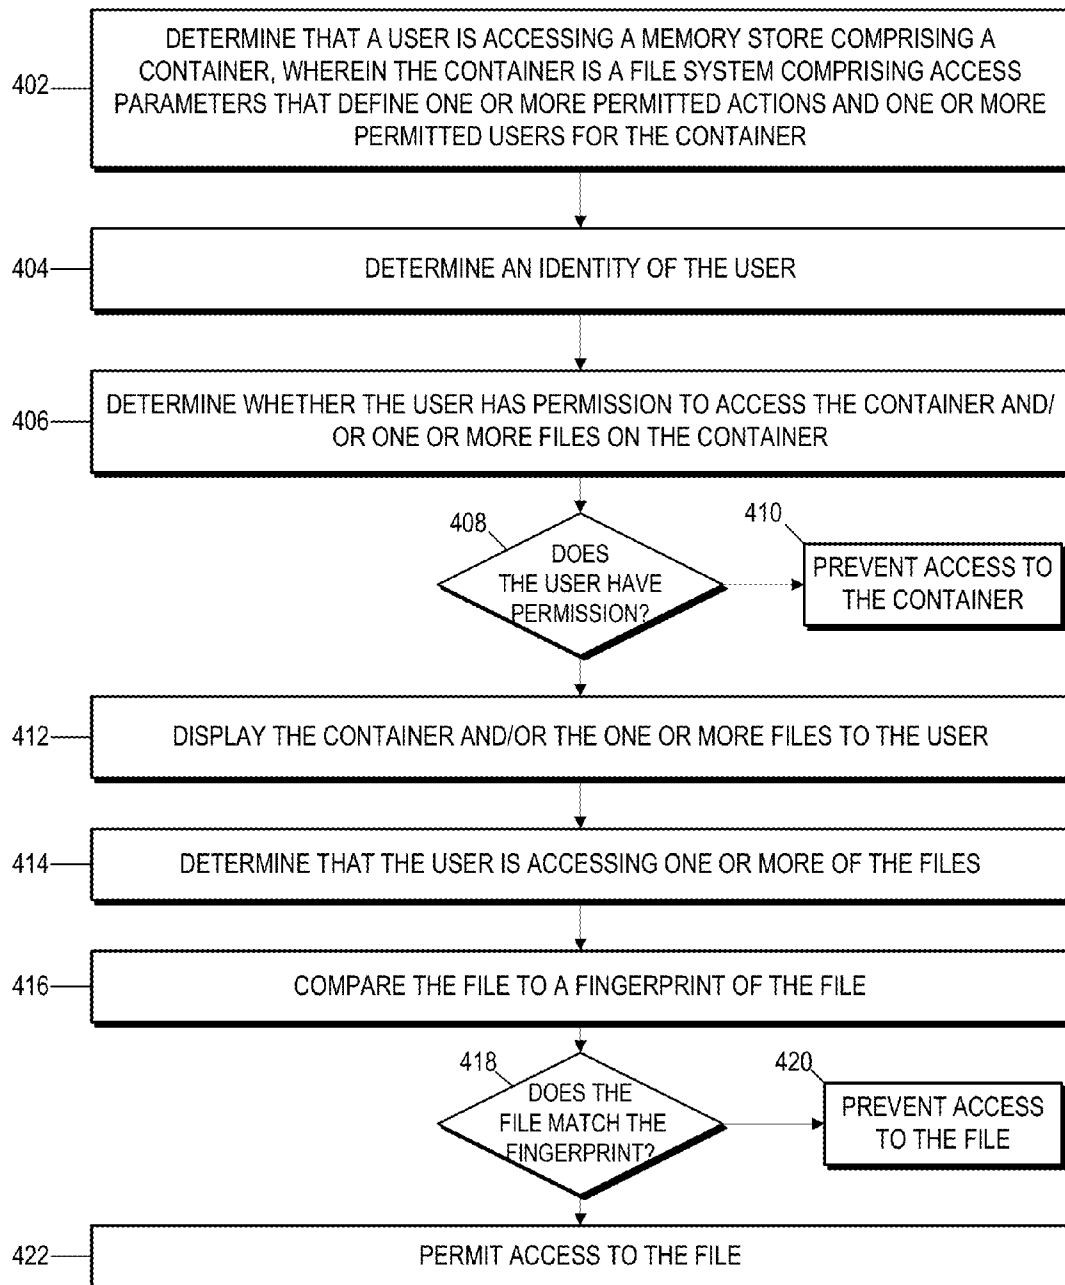 402
DETERMINE THAT A USER IS ACCESSING A MEMORY STORE COMPRISING A
CONTAINER, WHEREIN THE CONTAINER IS A FILE SYSTEM COMPRISING ACCESS
PARAMETERS THAT DEFINE ONE OR MORE PERMITTED ACTIONS AND ONE OR MORE
PERMITTED USERS FOR THE CONTAINER
404
DETERMINE AN IDENTITY OF THE USER
406
DETERMINE WHETHER THE USER HAS PERMISSION TO ACCESS THE CONTAINER AND/
OR ONE OR MORE FILES ON THE CONTAINER
408
DOES
THE USER HAVE
PERMISSION?
410
PREVENT ACCESS TO
THE CONTAINER
412
DISPLAY THE CONTAINER AND/OR THE ONE OR MORE FILES TO THE USER
414
DETERMINE THAT THE USER IS ACCESSING ONE OR MORE OF THE FILES
416
COMPARE THE FILE TO A FINGERPRINT OF THE FILE
418
DOES THE
FILE MATCH THE
FINGERPRINT?
420
PREVENT ACCESS
TO THE FILE
422
PERMIT ACCESS TO THE FILE